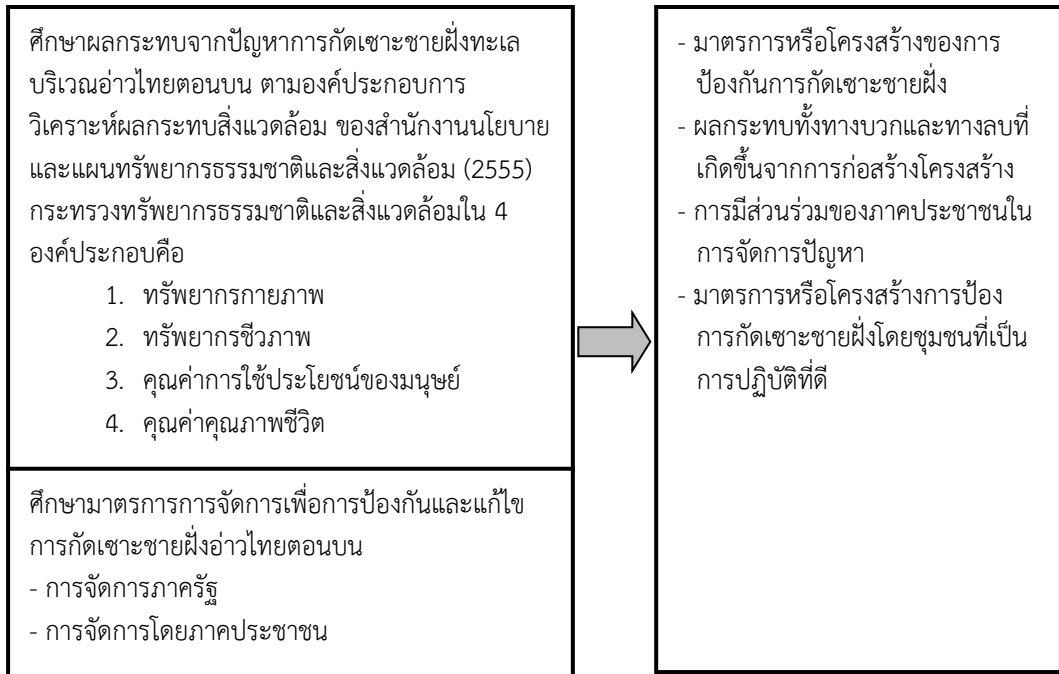 ศึกษาผลกระทบจากปัญหาการกัดเซาะชายฝั่งทะเล
บริเวณอ่าวไทยตอนบน ตามองค์ประกอบการ
วิเคราะห์ผลกระทบสิ่งแวดล้อม ของสำนักงานนโยบาย
และแผนทรัพยากรธรรมชาติและสิ่งแวดล้อม (2555)
กระทรวงทรัพยากรธรรมชาติและสิ่งแวดล้อมใน 4
องค์ประกอบคือ
1. ทรัพยากรกายภาพ
2. ทรัพยากรชีวภาพ
3. คุณค่าการใช้ประโยชน์ของมนุษย์
4. คุณค่าคุณภาพชีวิต
ศึกษามาตรการการจัดการเพื่อการป้องกันและแก้ไข
การกัดเซาะชายฝั่งอ่าวไทยตอนบน
- การจัดการภาครัฐ
- การจัดการโดยภาคประชาชน
- มาตรการหรือโครงสร้างของการ
ป้องกันการกัดเซาะชายฝั่ง
- ผลกระทบทั้งทางบวกและทางลบที่
เกิดขึ้นจากการก่อสร้างโครงสร้าง
- การมีส่วนร่วมของภาคประชาชนใน
การจัดการปัญหา
- มาตรการหรือโครงสร้างการป้อง
การกัดเซาะชายฝั่งโดยชุมชนที่เป็น
การปฏิบัติที่ดี